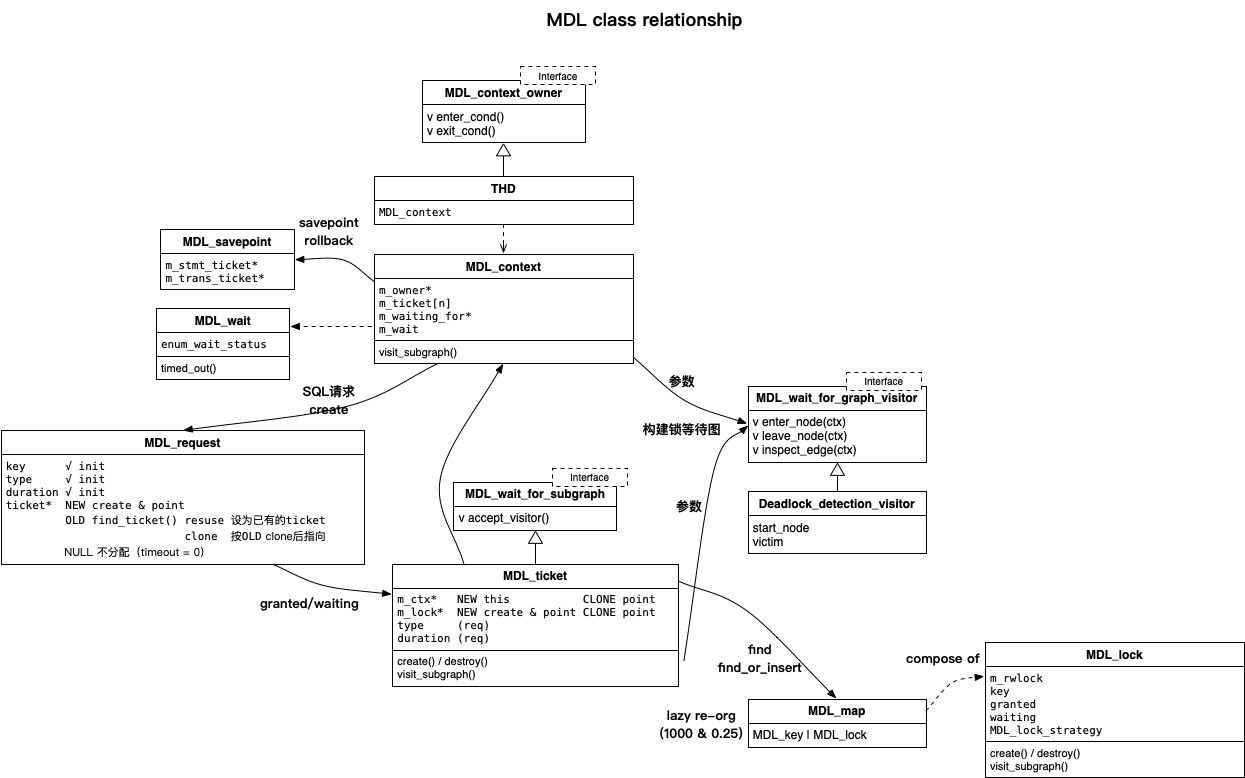 MDL class relationship
Interface
MDL_context_owner
v enter_cond()
v exit_cond()
THD
MDL_context
savepoint
rollback
MDL_savepoint
m_stmt_ticket*
m_trans_ticket*
MDL_context
m_owner*
m_ticket[n]
m_waiting_for*
m_wait
visit_subgraph()
MDL_wait
enum_wait_status
timed_out()
SQL请求
create
参数
构建锁等待图
Interface
MDL_wait_for_graph_visitor
v enter_node(ctx)
v leave_node(ctx)
v inspect_edge(ctx)
MDL_request
key √ init
type √ init
duration √ init
ticket* NEW create & point
OLD find_ticket() resuse 设为已有的ticket
clone 按OLD clone后指向
NULL 不分配（timeout = 0）
Interface
MDL_wait_for_subgraph
v accept_visitor()
参数
Deadlock_detection_visitor
start_node
victim
granted/waiting
MDL_ticket
m_ctx* NEW this CLONE point
m_lock* NEW create & point CLONE point
type (req)
duration (req)
create() / destroy()
visit_subgraph()
find
find_or_insert
lazy re-org
(1000 & 0.25)
MDL_map
MDL_key | MDL_lock
compose of
MDL_lock
m_rwlock
key
granted
waiting
MDL_lock_strategy
create() / destroy()
visit_subgraph()